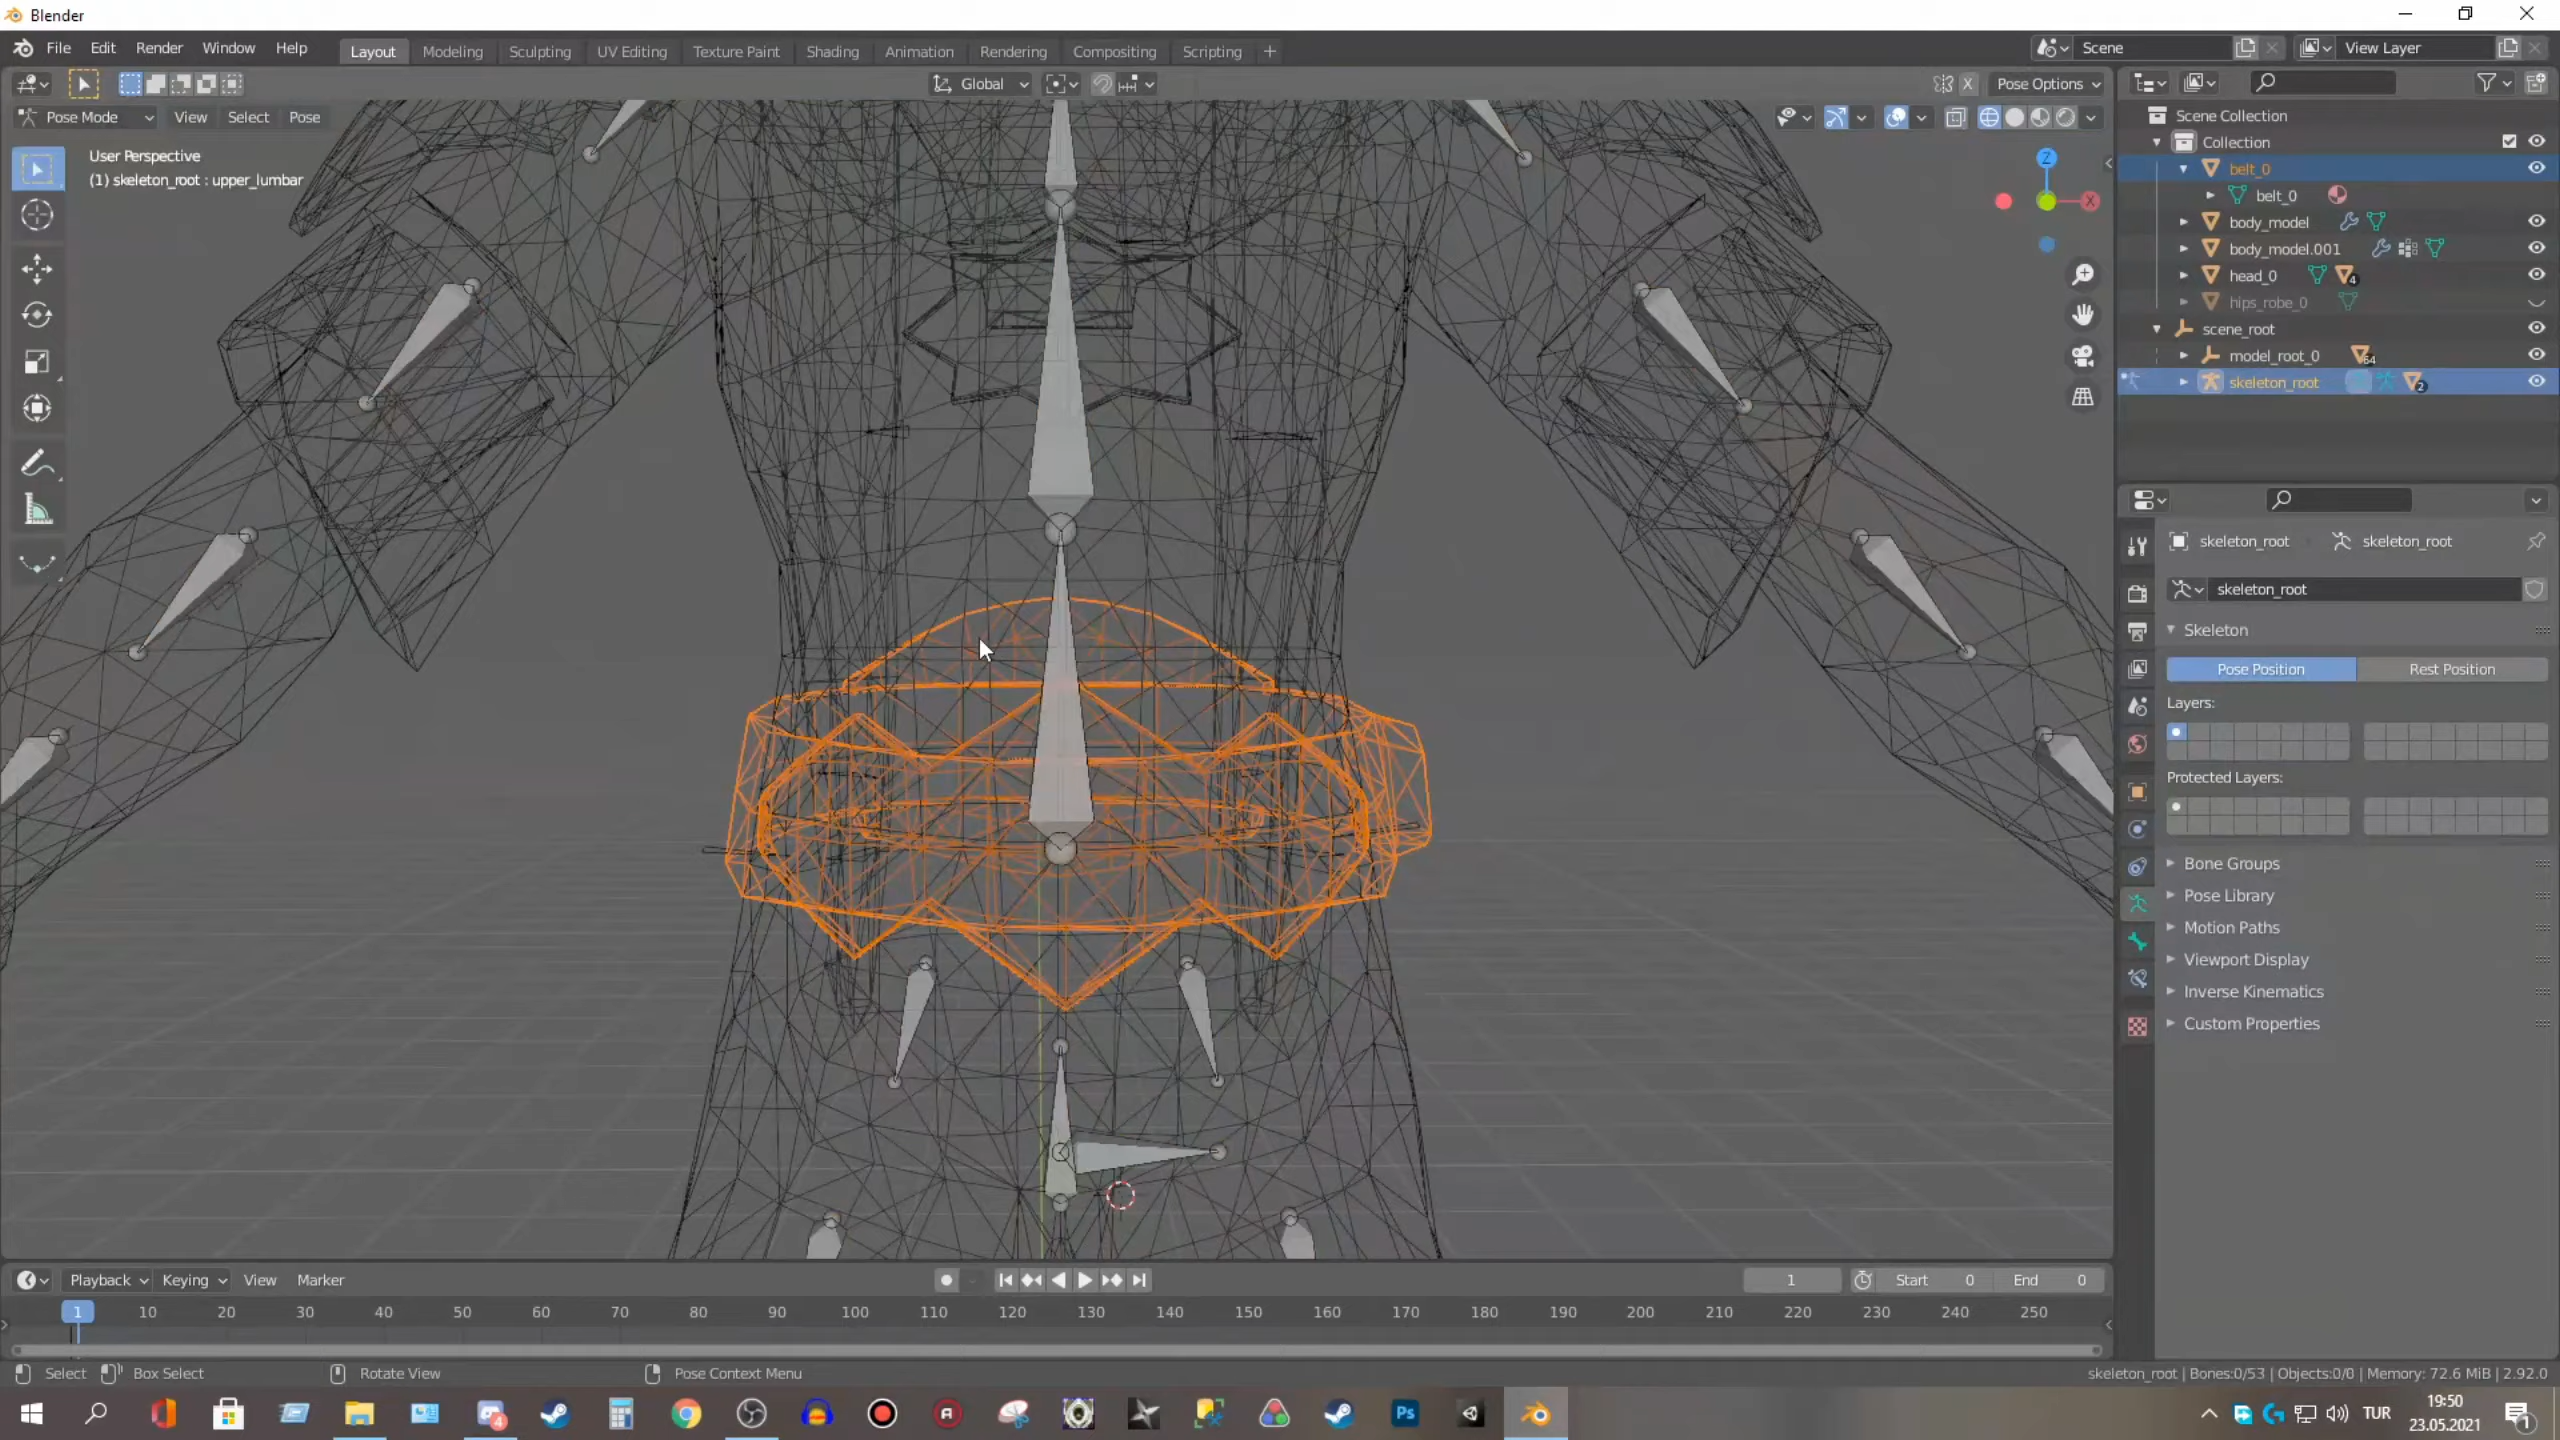 Blender
File Edit Render Window Help
Layout Modeling Sculpting UV Editing Texture Paint Shading Animation Rendering Compositing Scripting +
Scene
View Layer
Global
X
Pose Options
Pose Mode View Select Pose
User Perspective
(1) skeleton_root : upper_lumbar
Z
X
Scene Collection
Collection
belt_0
belt_0
body_model
body_model.001
head_0 4
hips_robe_0
scene_root
model_root_0 64
skeleton_root 2
skeleton_root skeleton_root
skeleton_root
Skeleton
Pose Position Rest Position
Layers:
Protected Layers:
Bone Groups
Pose Library
Motion Paths
Viewport Display
Inverse Kinematics
Custom Properties
Playback Keying View Marker
1 Start 0 End 0
1 10 20 30 40 50 60 70 80 90 100 110 120 130 140 150 160 170 180 190 200 210 220 230 240 250
Select Box Select Rotate View Pose Context Menu
skeleton_root | Bones:0/53 | Objects:0/0 | Memory: 72.6 MiB | 2.92.0
4
Ps
TUR
19:50
23.05.2021
1